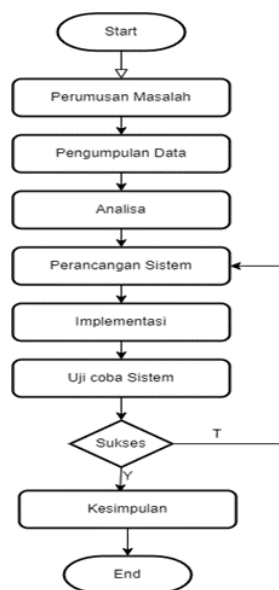 Start
Perumusan Masalah
Pengumpulan Data
Analisa
Perancangan Sistem
Implementasi
Uji coba Sistem
Sukses
T
Y
Kesimpulan
End